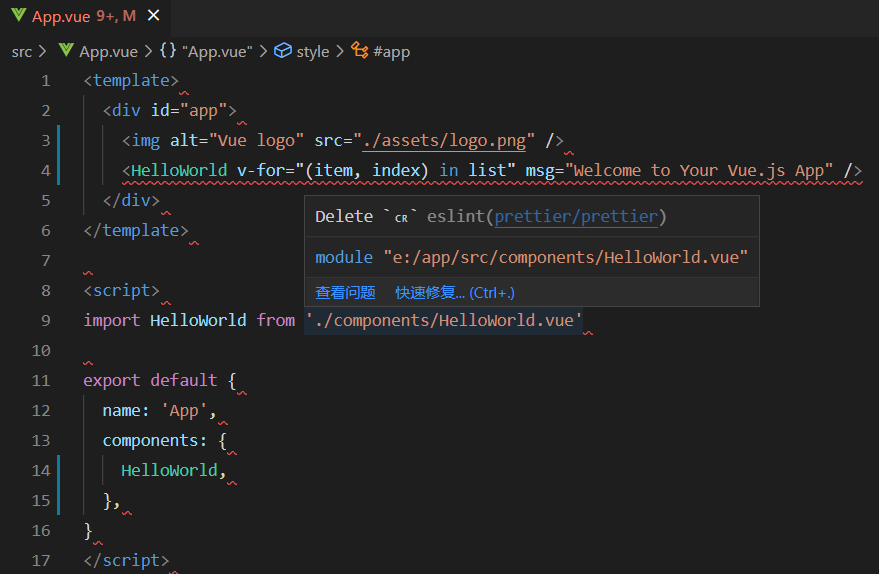 App.vue 9+, M ×
src > App.vue > {} "App.vue" > style > #app
1 <template>
2 <div id="app">
3 <img alt="Vue logo" src="./assets/logo.png" />
4 <HelloWorld v-for="(item, index) in list" msg="Welcome to Your Vue.js App" />
5 </div>
6 </template>
7
8 <script>
9 import HelloWorld from './components/HelloWorld.vue'
10
11 export default {
12 name: 'App',
13 components: {
14 HelloWorld,
15 },
16 }
17 </script>
Delete `␍` eslint(prettier/prettier)
module "e:/app/src/components/HelloWorld.vue"
查看问题 快速修复... (Ctrl+.)